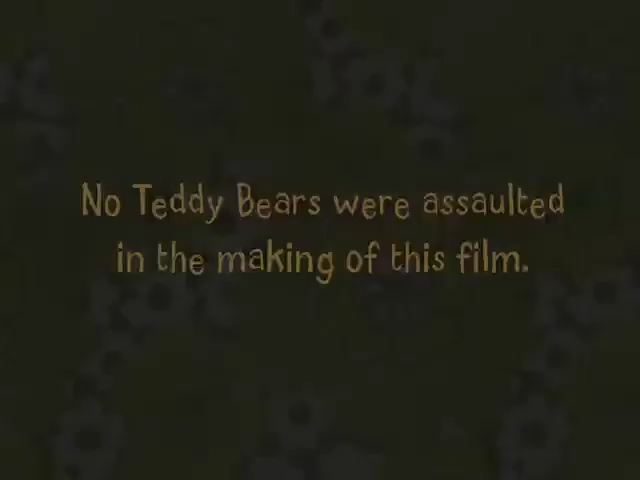 No Teddy Bears were assaulted
in the making of this film.